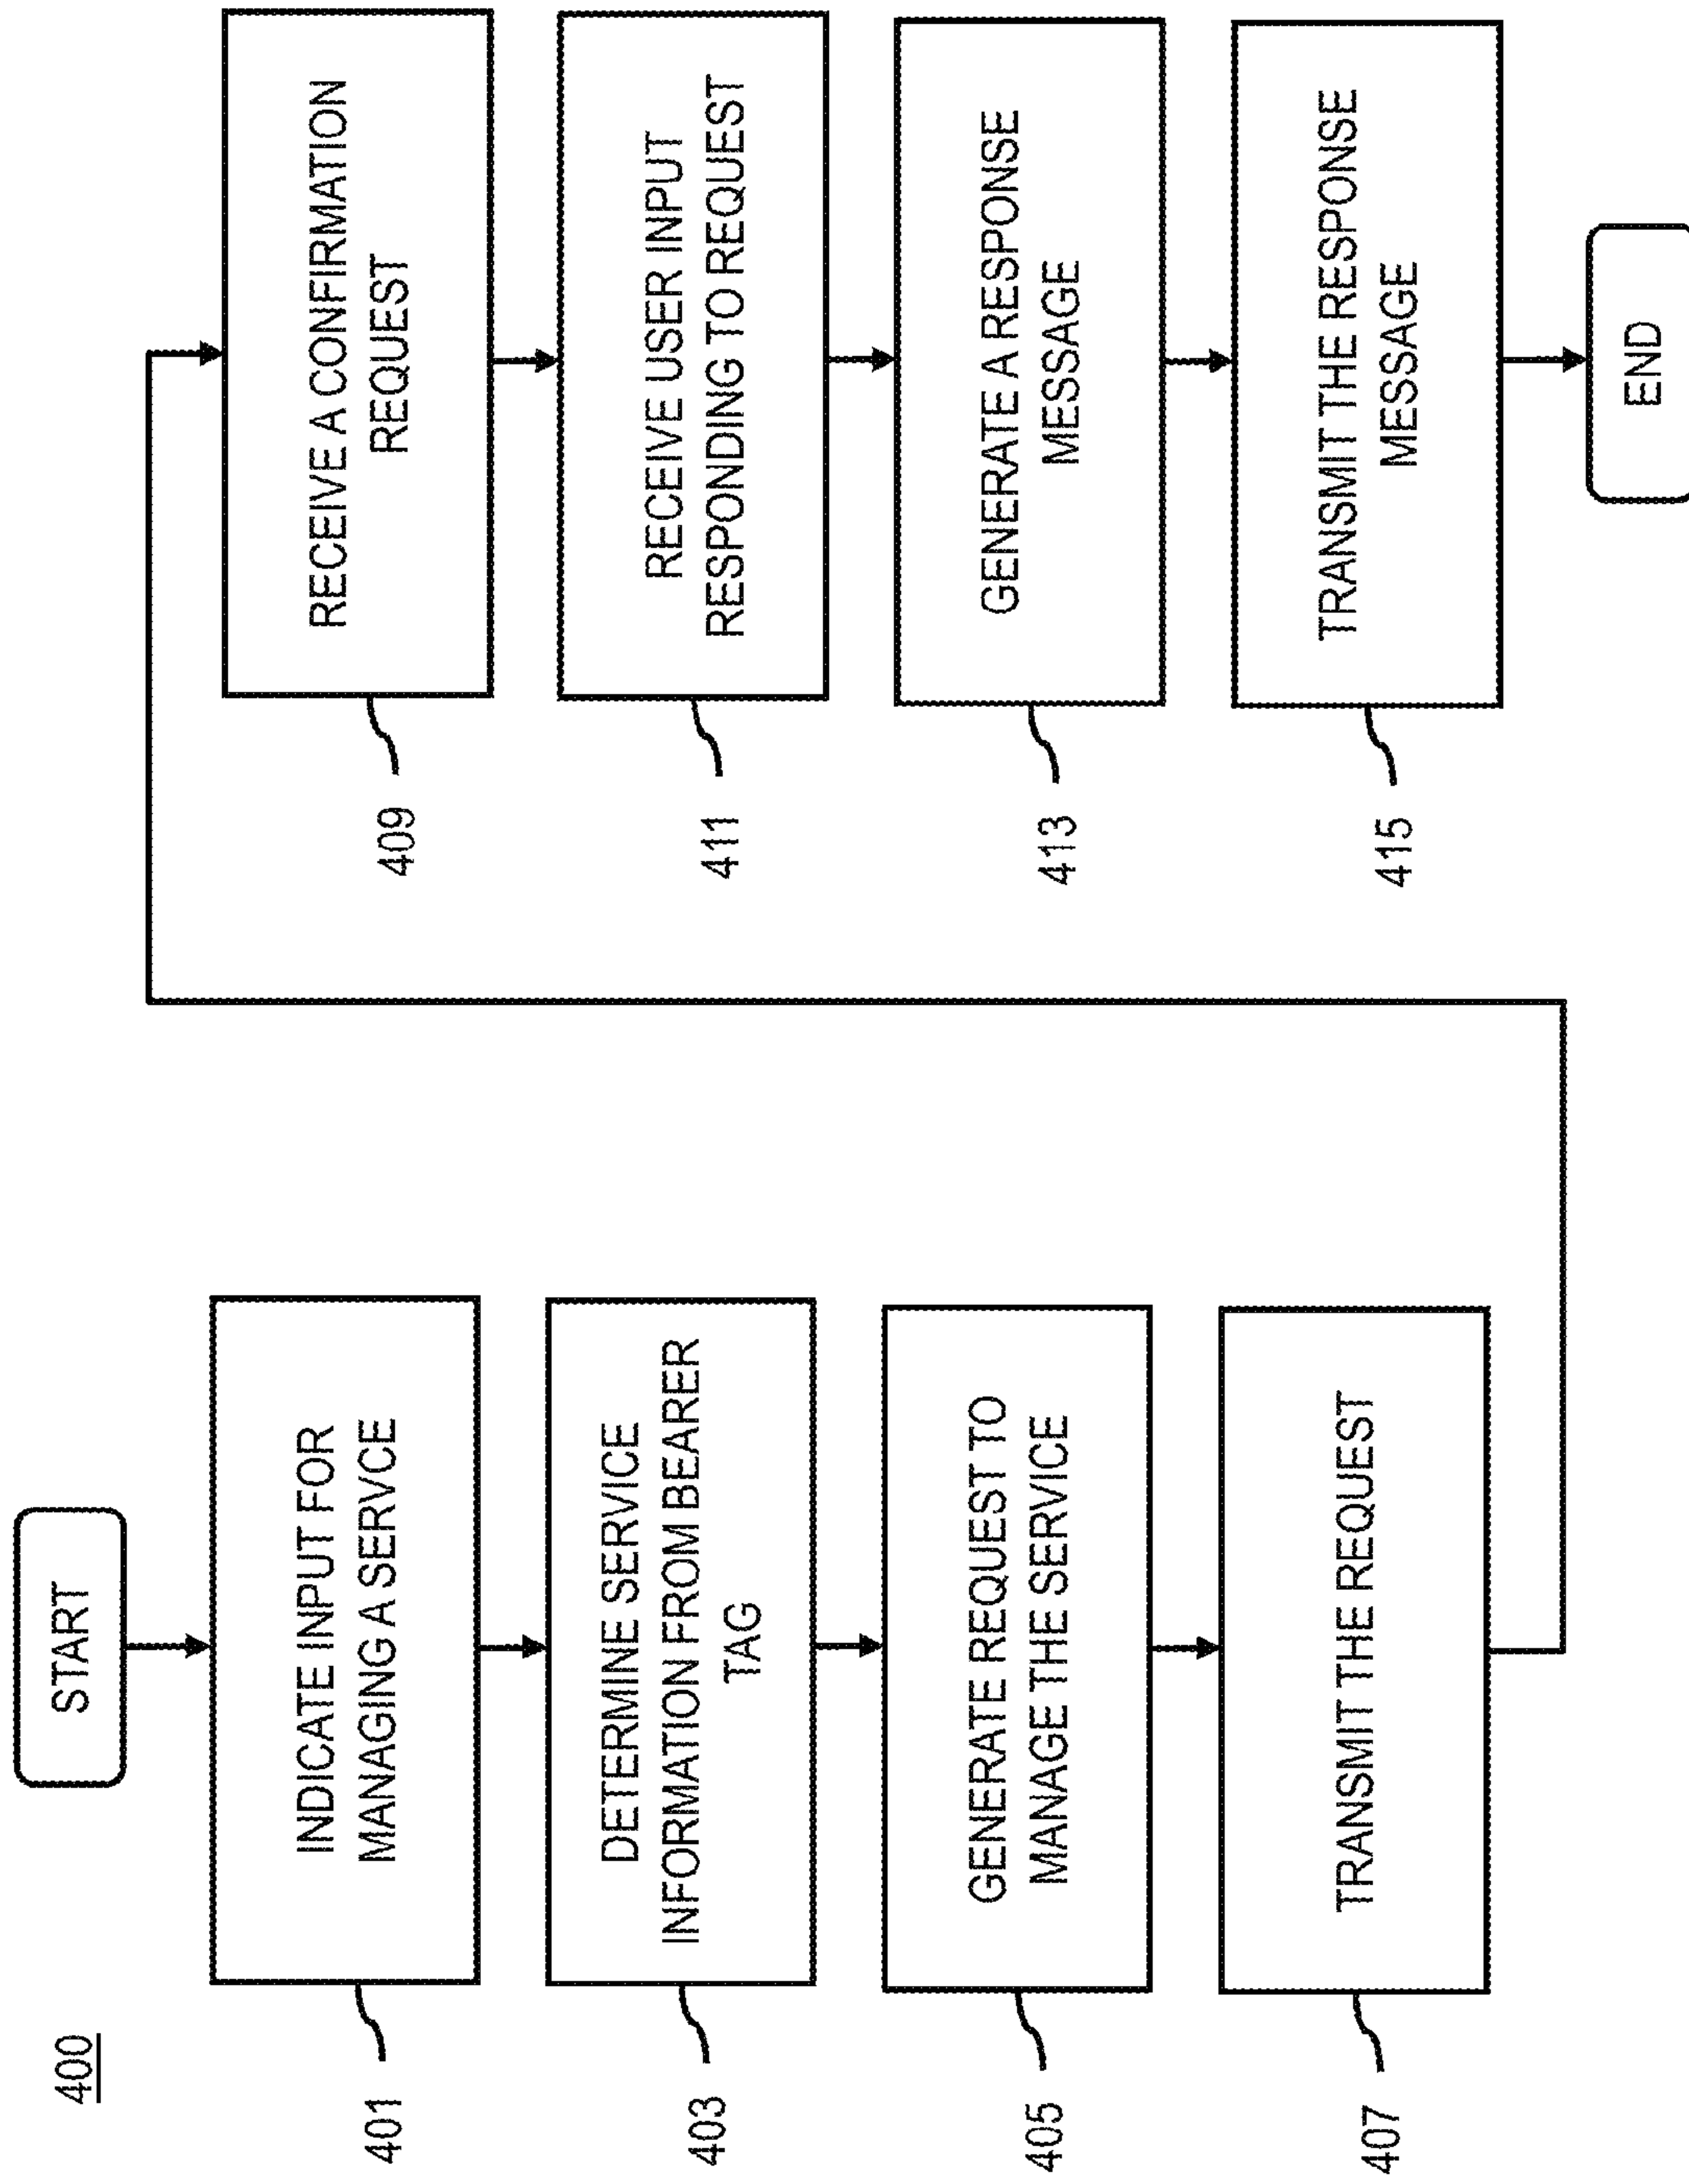 400
START
401
INDICATE INPUT FOR
MANAGING A SERVCE
403
DETERMINE SERVICE
INFORMATION FROM BEARER
TAG
405
GENERATE REQUEST TO
MANAGE THE SERVICE
407
TRANSMIT THE REQUEST
409
RECEIVE A CONFIRMATION
REQUEST
411
RECEIVE USER INPUT
RESPONDING TO REQUEST
413
GENERATE A RESPONSE
MESSAGE
415
TRANSMIT THE RESPONSE
MESSAGE
END